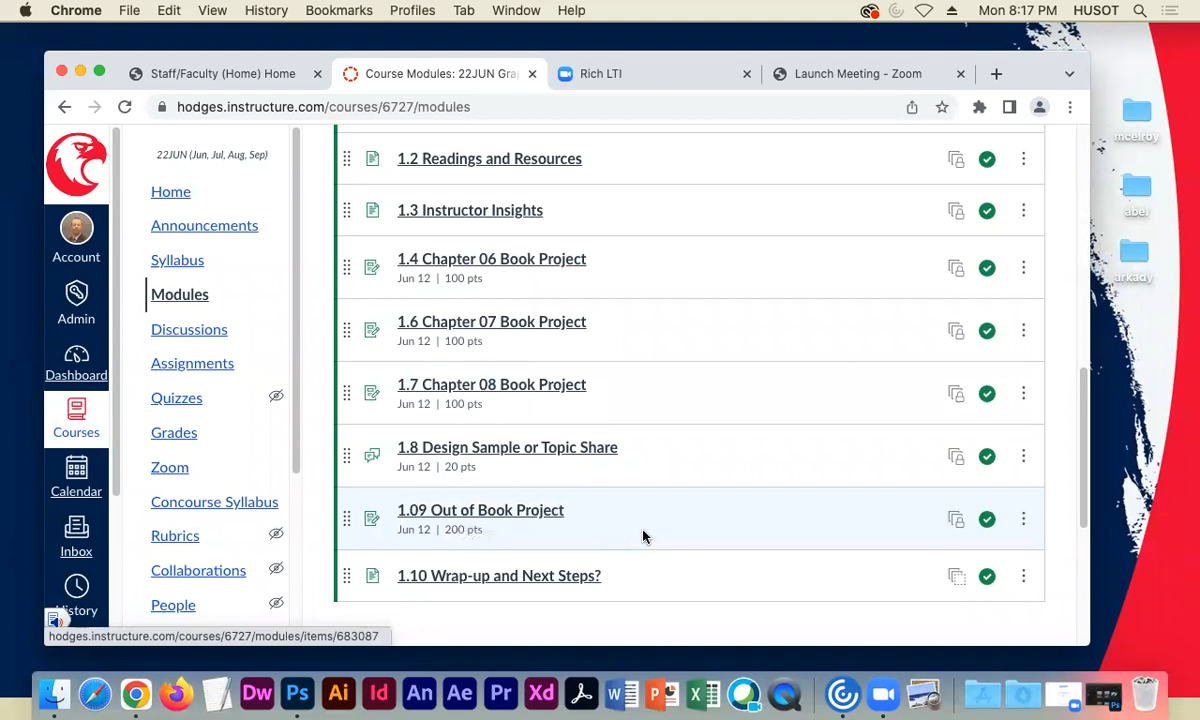 Chrome File Edit View History Bookmarks Profiles Tab Window Help Mon 8:17 PM HUSOT
Staff/Faculty (Home) Home
Course Modules: 22JUN Gra
Rich LTI
Launch Meeting - Zoom
hodges.instructure.com/courses/6727/modules
mcelroy
abel
arkady
Account
Admin
Dashboard
Courses
Calendar
Inbox
History
22JUN (Jun, Jul, Aug, Sep)
Home
Announcements
Syllabus
Modules
Discussions
Assignments
Quizzes
Grades
Zoom
Concourse Syllabus
Rubrics
Collaborations
People
1.2 Readings and Resources
1.3 Instructor Insights
1.4 Chapter 06 Book Project
Jun 12 | 100 pts
1.6 Chapter 07 Book Project
Jun 12 | 100 pts
1.7 Chapter 08 Book Project
Jun 12 | 100 pts
1.8 Design Sample or Topic Share
Jun 12 | 20 pts
1.09 Out of Book Project
Jun 12 | 200 pts
1.10 Wrap-up and Next Steps?
hodges.instructure.com/courses/6727/modules/items/683087
Dw Ps Ai Id An Ae Pr Xd W P X